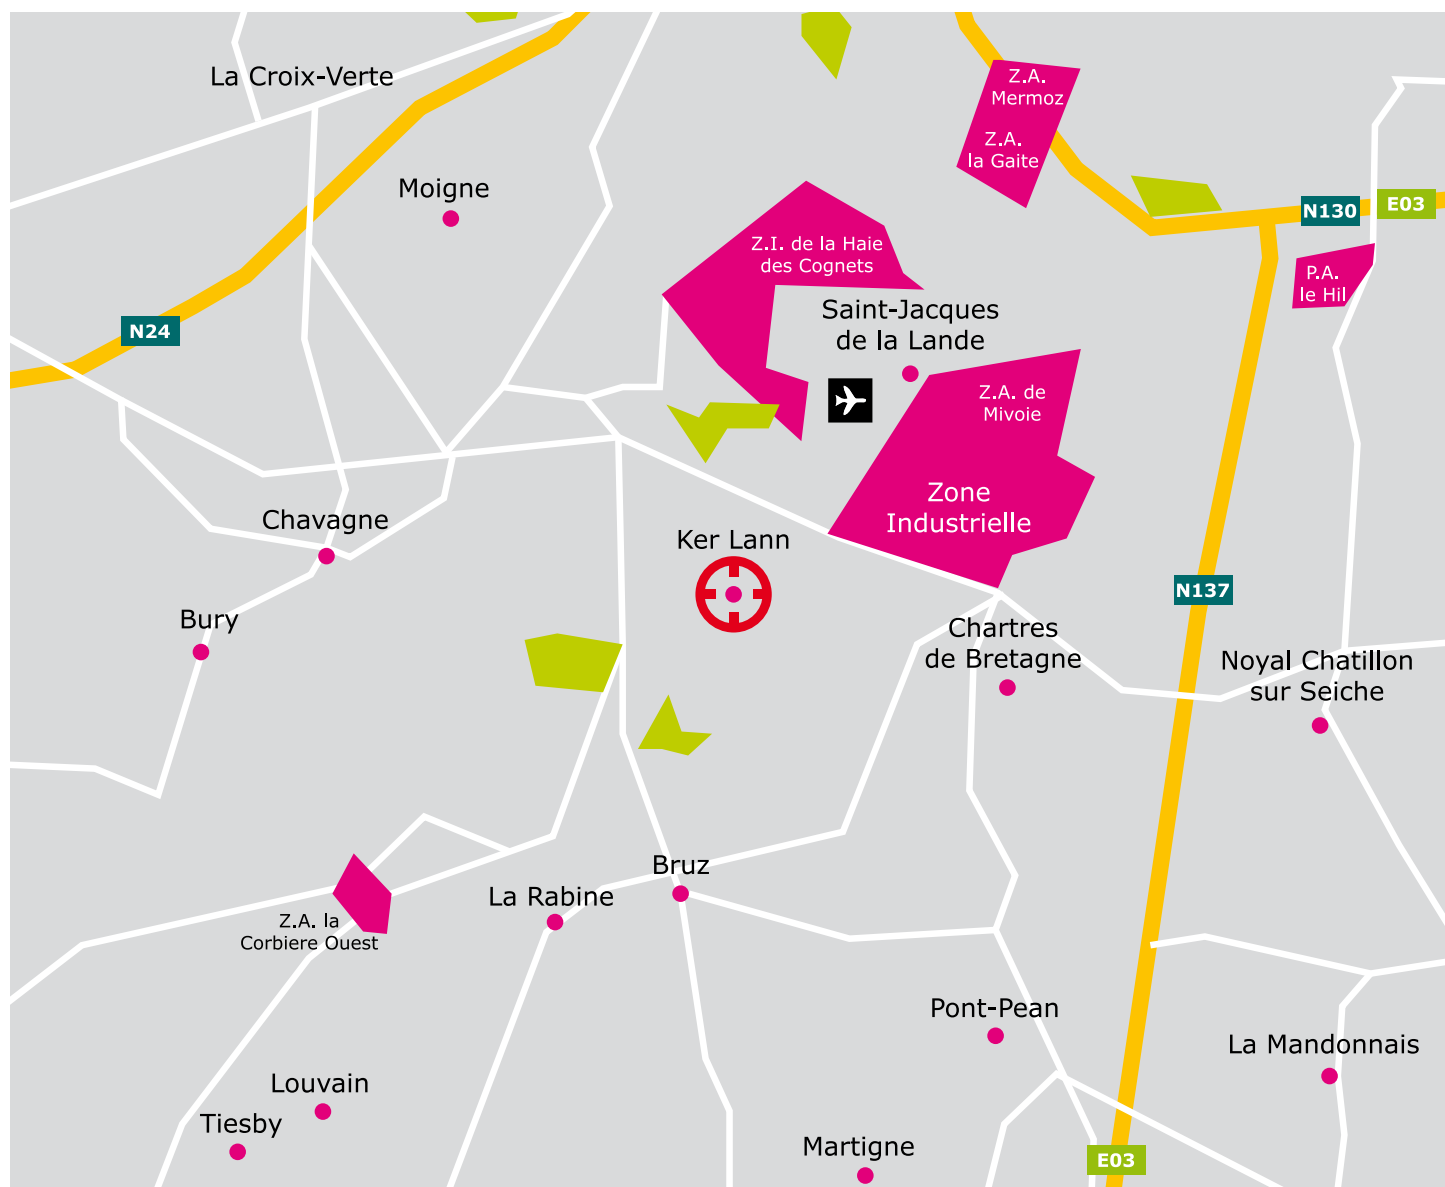 La Croix-Verte
Z.A.
Mermoz
Z.A.
la Gaite
Moigne
N130
E03
Z.I. de la Haie
des Cognets
P.A.
le Hil
Saint-Jacques
de la Lande
N24
Z.A. de
Mivoie
Zone
Industrielle
Chavagne
Ker Lann
N137
Bury
Chartres
de Bretagne
Noyal Chatillon
sur Seiche
Bruz
La Rabine
Z.A. la
Corbiere Ouest
Pont-Pean
La Mandonnais
Louvain
Tiesby
Martigne
E03